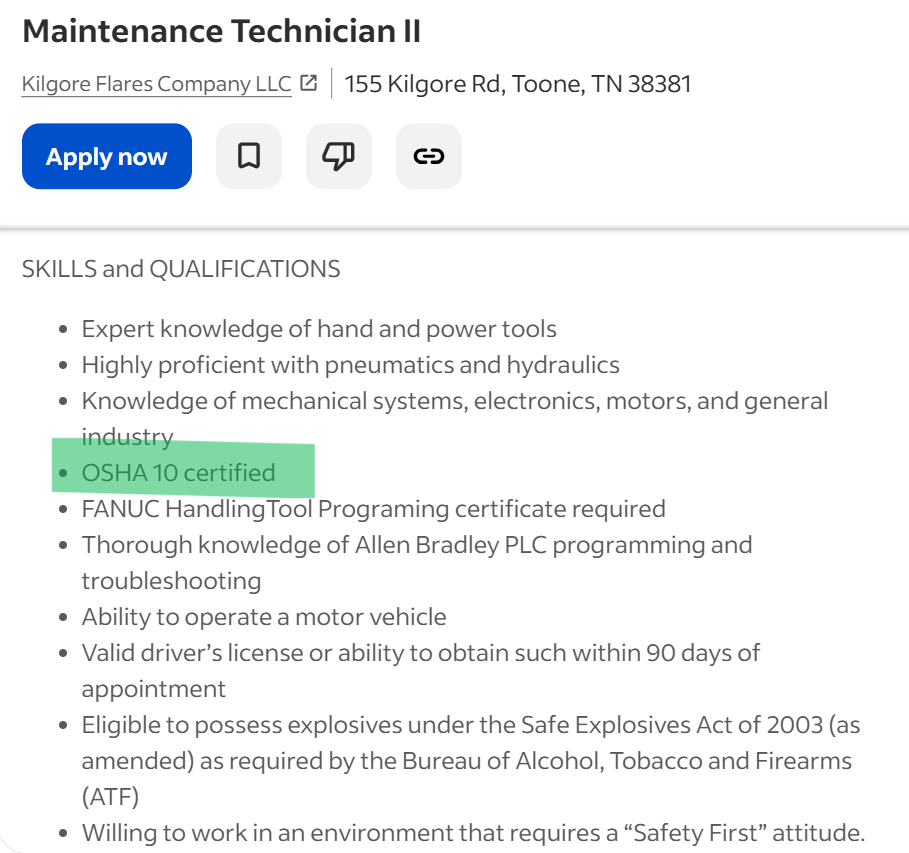 Maintenance Technician II
Kilgore Flares Company LLC 155 Kilgore Rd, Toone, TN 38381
Apply now
SKILLS and QUALIFICATIONS
• Expert knowledge of hand and power tools
• Highly proficient with pneumatics and hydraulics
• Knowledge of mechanical systems, electronics, motors, and general
industry
• OSHA 10 certified
• FANUC HandlingTool Programing certificate required
• Thorough knowledge of Allen Bradley PLC programming and
troubleshooting
• Ability to operate a motor vehicle
• Valid driver’s license or ability to obtain such within 90 days of
appointment
• Eligible to possess explosives under the Safe Explosives Act of 2003 (as
amended) as required by the Bureau of Alcohol, Tobacco and Firearms
(ATF)
• Willing to work in an environment that requires a “Safety First” attitude.